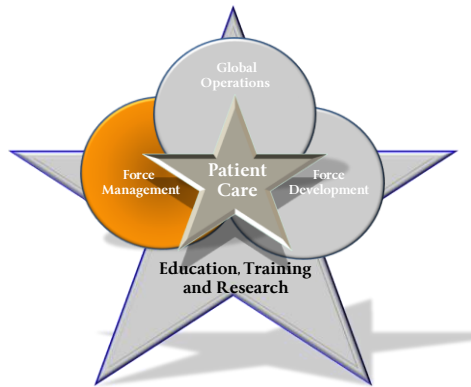 Global
Operations
Force
Management
Patient
Care
Force
Development
Education, Training
and Research